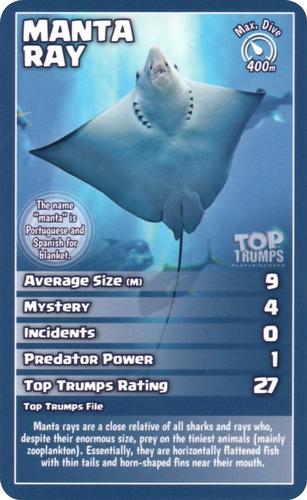 MANTA
RAY
Max. Dive
400m
The name
"manta" is
Portuguese and
Spanish for
blanket.
TOP
TRUMPS
Average Size (M) 9
Mystery 4
Incidents 0
Predator Power 1
Top Trumps Rating 27
Top Trumps File
Manta rays are a close relative of all sharks and rays who,
despite their enormous size, prey on the tiniest animals (mainly
zooplankton). Essentially, they are horizontally flattened fish
with thin tails and horn-shaped fins near their mouth.